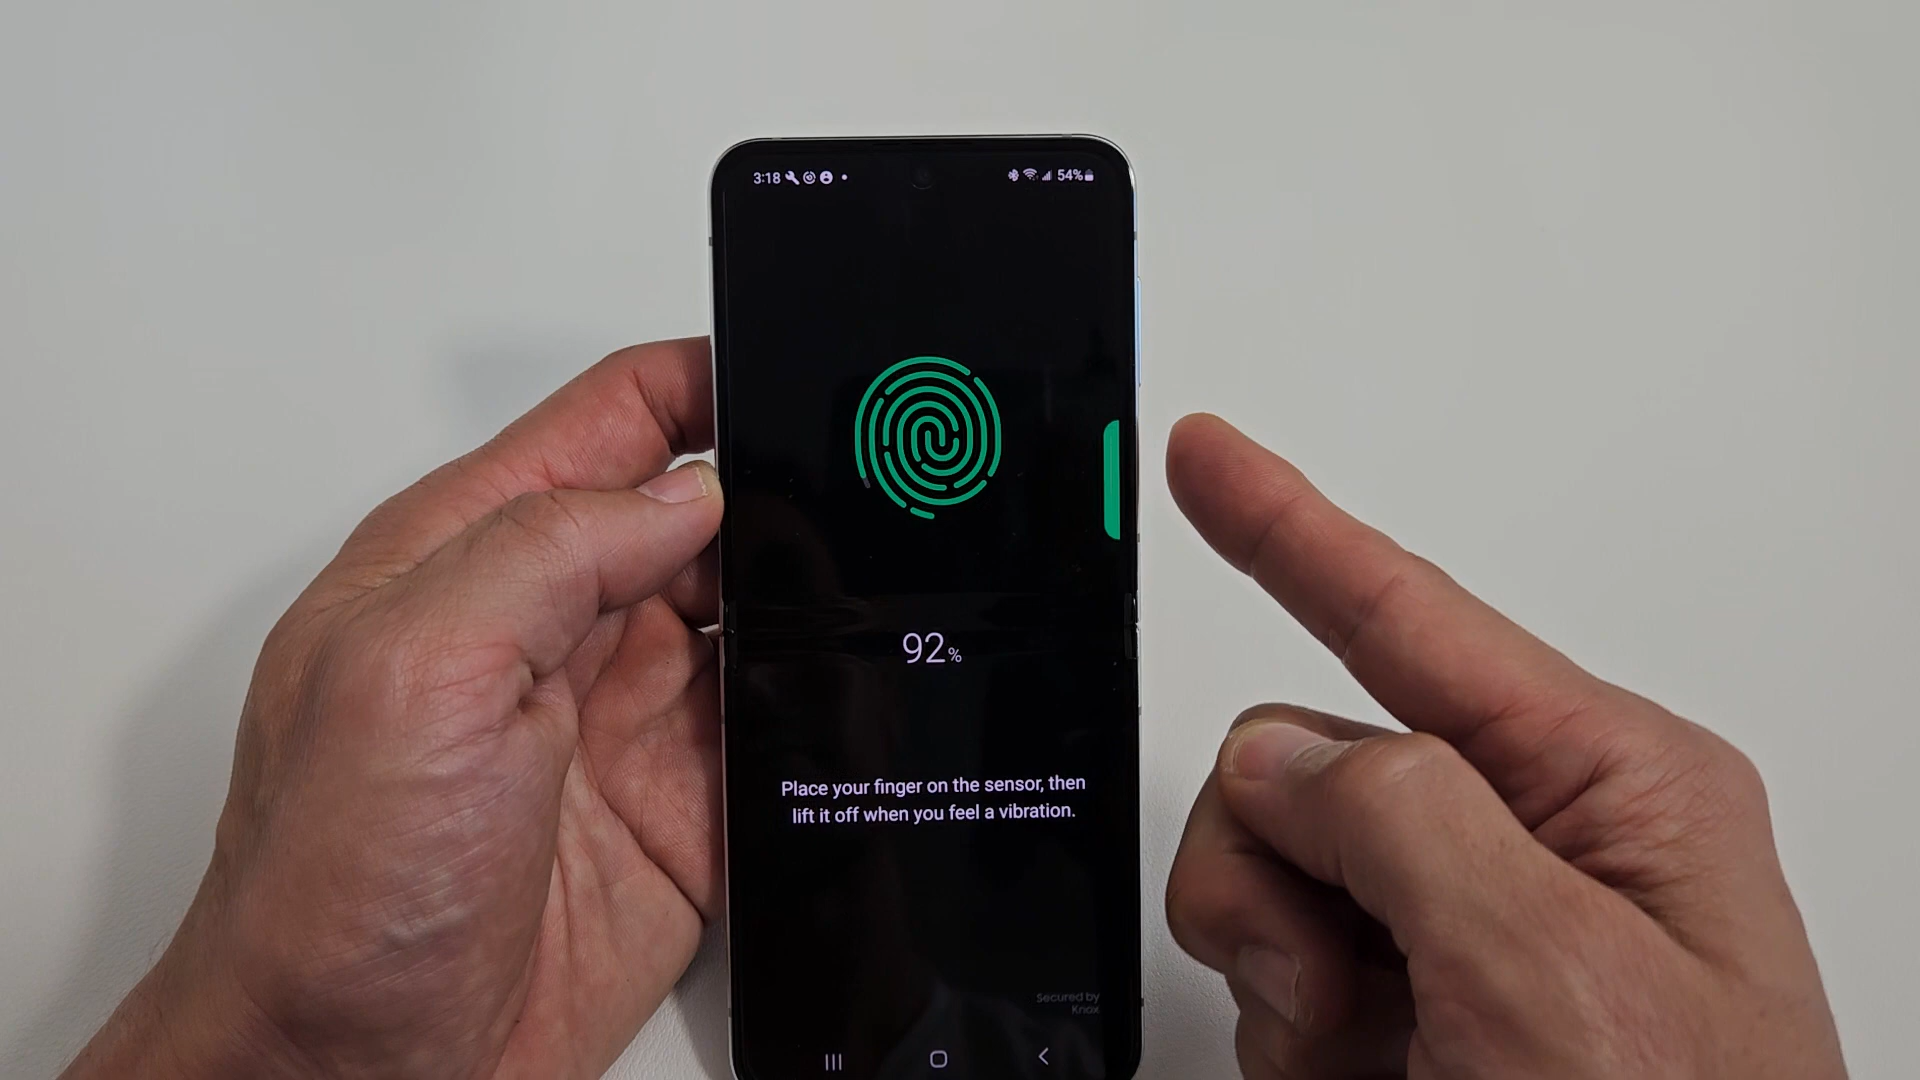 3:18 54%
92%
Place your finger on the sensor, then
lift it off when you feel a vibration.
Secured by
Knox